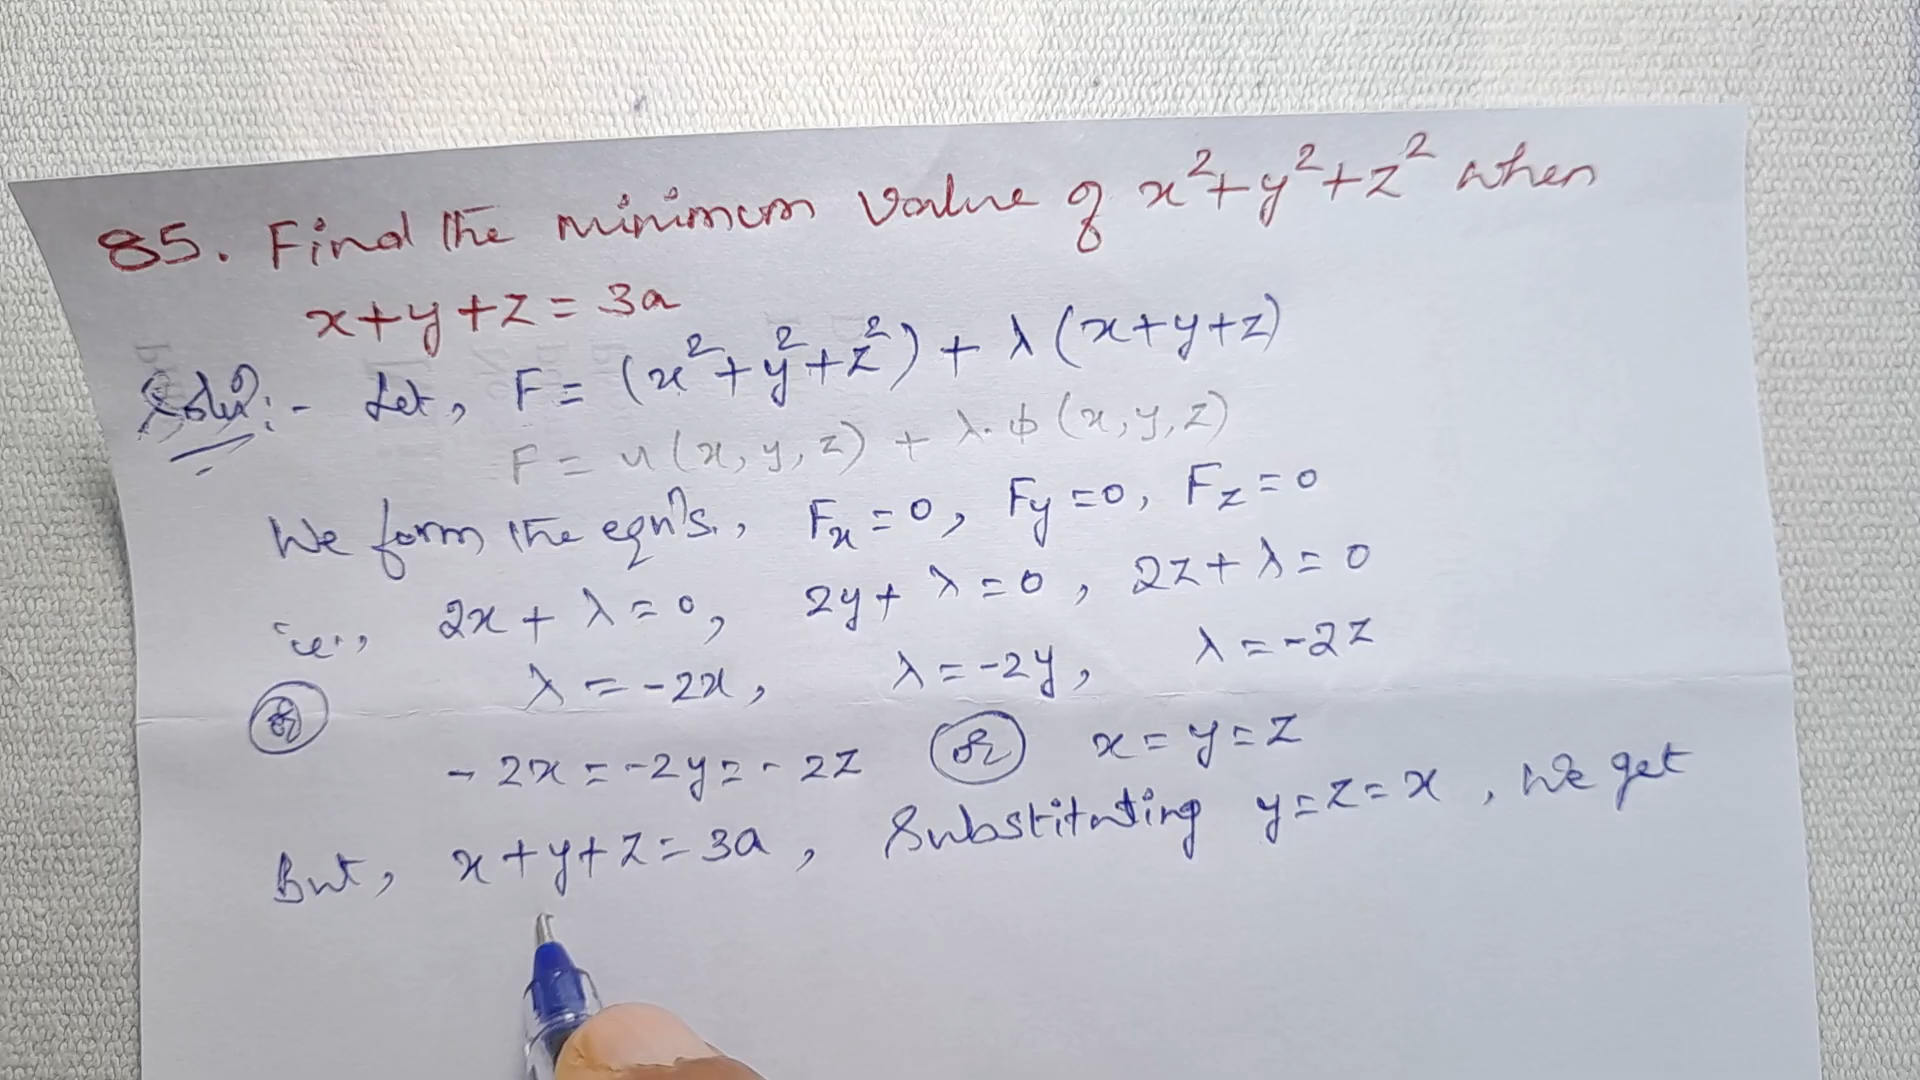 85. Find the minimum value of x²+y²+z² when
x+y+z = 3a
Soln:- Let, F = (x²+y²+z²) + λ(x+y+z)
F = u(x,y,z) + λ.ϕ(x,y,z)
We form the eqn's., Fx = 0, Fy = 0, Fz = 0
ie., 2x + λ = 0, 2y + λ = 0, 2z + λ = 0
or λ = -2x, λ = -2y, λ = -2z
-2x = -2y = -2z or x = y = z
But, x+y+z = 3a, Substituting y=z=x, we get